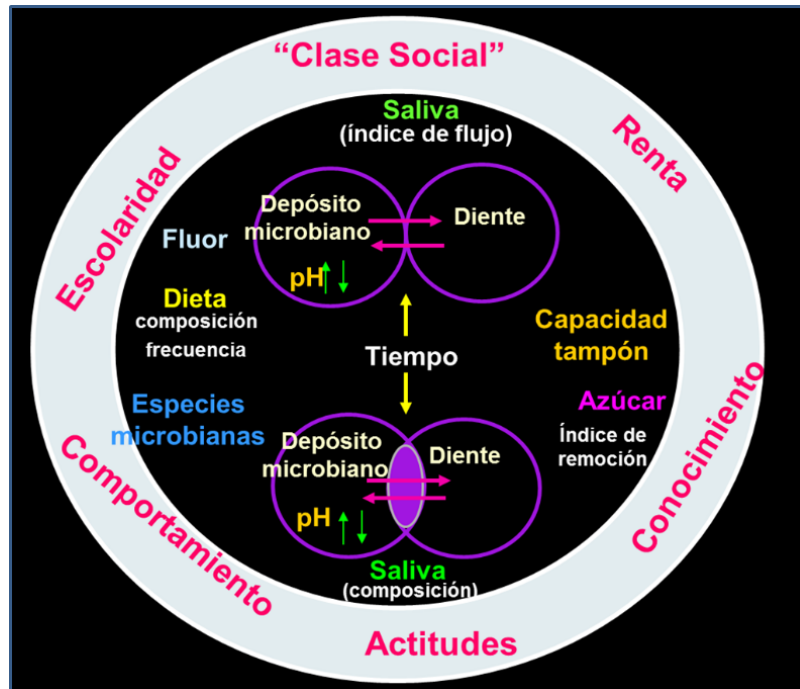 “Clase Social”
Renta
Escolaridad
Saliva
(índice de flujo)
Depósito
microbiano
Diente
Fluor
pH
Dieta
composición
frecuencia
Tiempo
Capacidad
tampón
Especies
microbianas
Azúcar
Índice de
remoción
Depósito
microbiano
Diente
pH
Saliva
(composición)
Comportamiento
Conocimiento
Actitudes